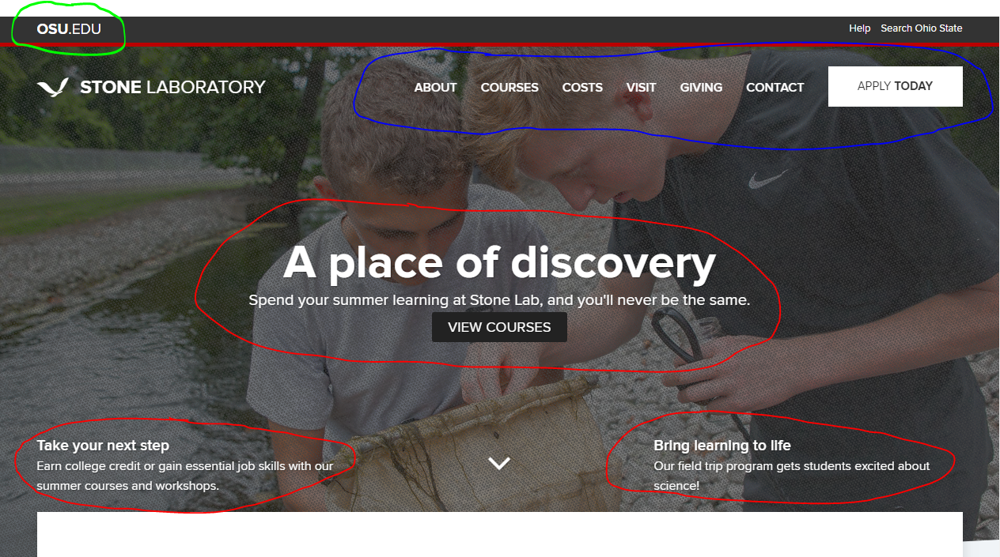 OSU.EDU
Help Search Ohio State
STONE LABORATORY
ABOUT COURSES COSTS VISIT GIVING CONTACT APPLY TODAY
A place of discovery
Spend your summer learning at Stone Lab, and you'll never be the same.
VIEW COURSES
Take your next step
Earn college credit or gain essential job skills with our
summer courses and workshops.
Bring learning to life
Our field trip program gets students excited about
science!